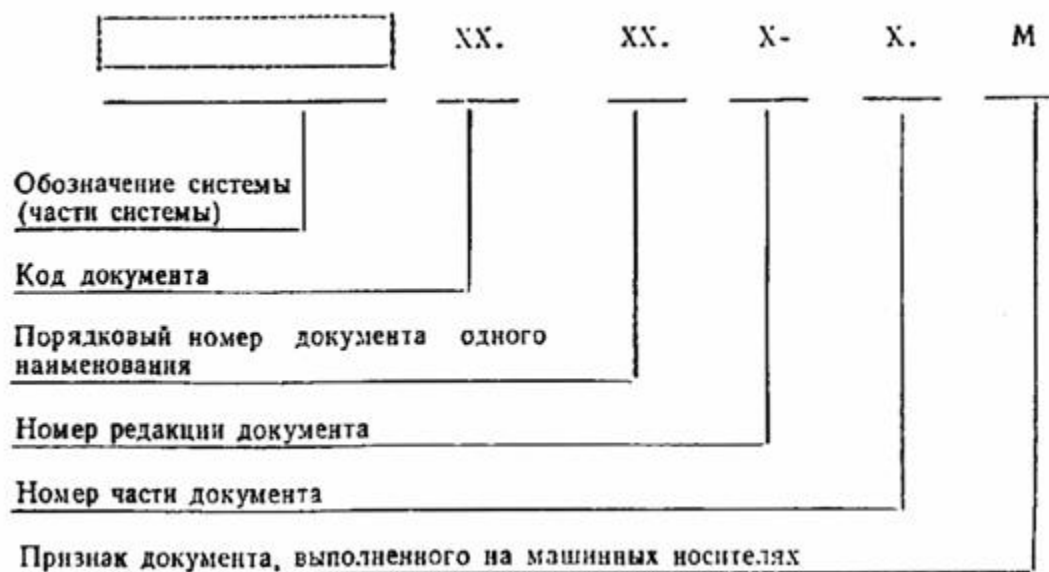 XX. XX. X- X. М
Обозначение системы
(части системы)
Код документа
Порядковый номер документа одного
наименования
Номер редакции документа
Номер части документа
Признак документа, выполненного на машинных носителях